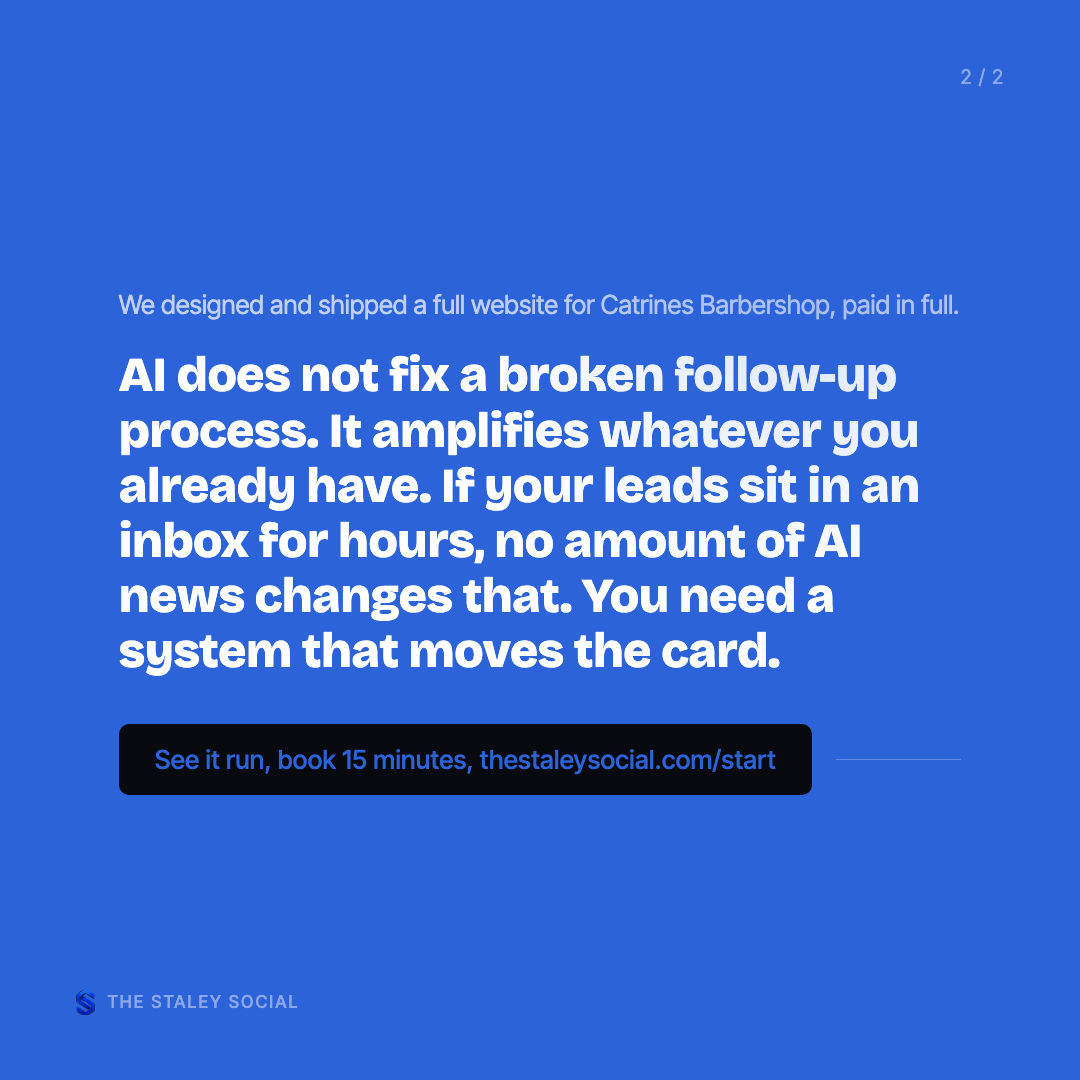 2 / 2
We designed and shipped a full website for Catrines Barbershop, paid in full.
AI does not fix a broken follow-up
process. It amplifies whatever you
already have. If your leads sit in an
inbox for hours, no amount of AI
news changes that. You need a
system that moves the card.
See it run, book 15 minutes, thestaleysocial.com/start
THE STALEY SOCIAL